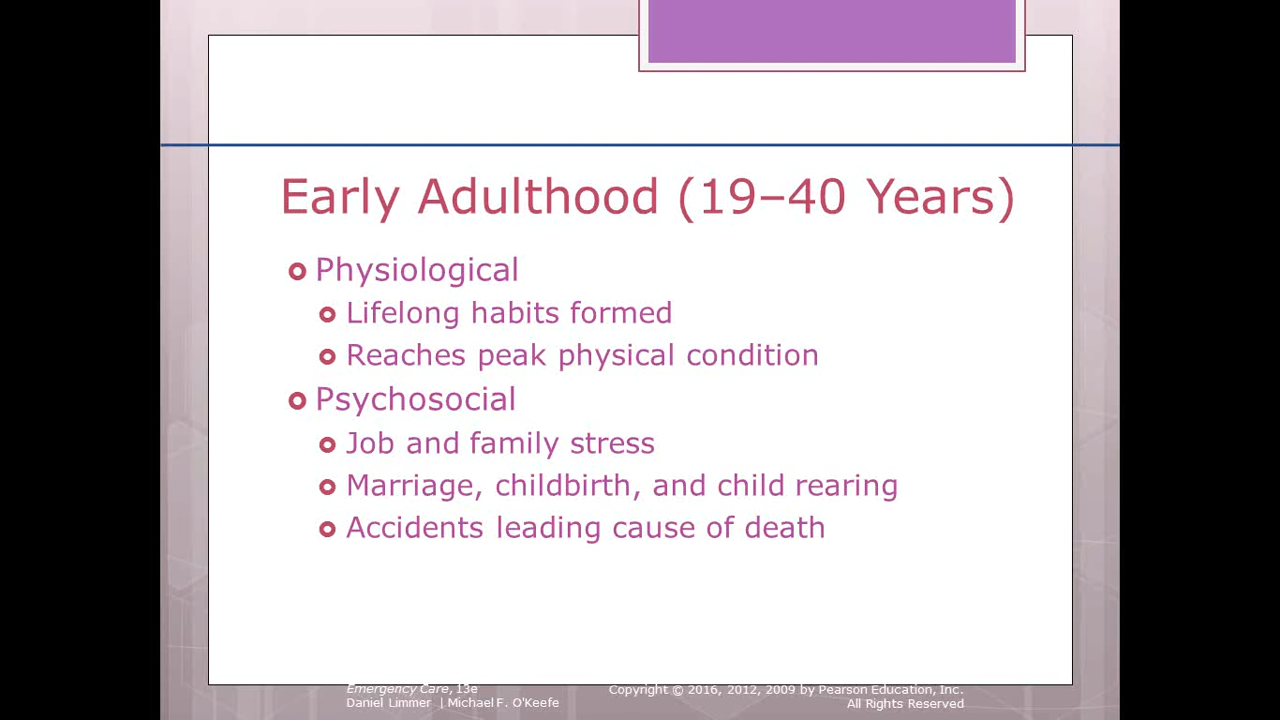 Early Adulthood (19–40 Years)
Physiological
Lifelong habits formed
Reaches peak physical condition
Psychosocial
Job and family stress
Marriage, childbirth, and child rearing
Accidents leading cause of death
Emergency Care, 13e
Daniel Limmer | Michael F. O'Keefe
Copyright © 2016, 2012, 2009 by Pearson Education, Inc.
All Rights Reserved